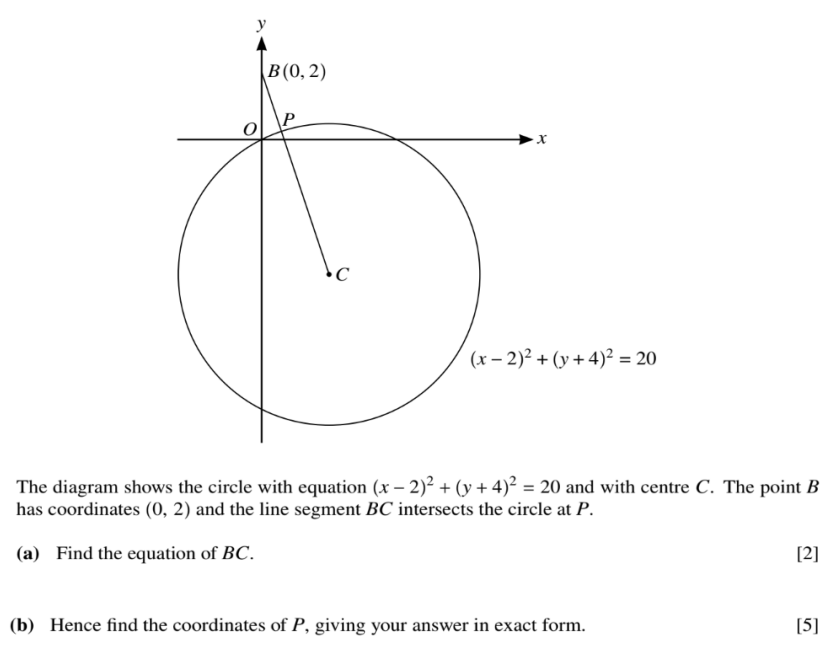 y
B(0, 2)
O
P
x
C
(x − 2)² + (y + 4)² = 20
The diagram shows the circle with equation (x − 2)² + (y + 4)² = 20 and with centre C. The point B
has coordinates (0, 2) and the line segment BC intersects the circle at P.
(a) Find the equation of BC. [2]
(b) Hence find the coordinates of P, giving your answer in exact form. [5]